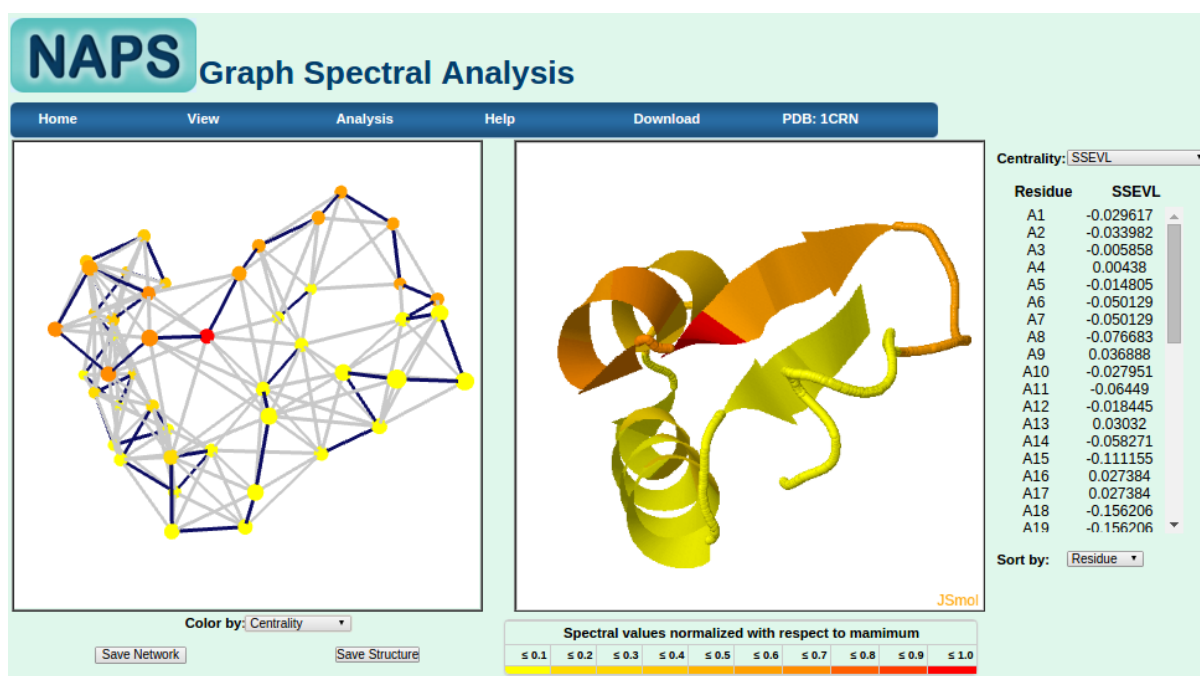 NAPS Graph Spectral Analysis
Home View Analysis Help Download PDB: 1CRN
Centrality: SSEVL
Residue SSEVL
A1 -0.029617
A2 -0.033982
A3 -0.005858
A4 0.00438
A5 -0.014805
A6 -0.050129
A7 -0.050129
A8 -0.076683
A9 0.036888
A10 -0.027951
A11 -0.06449
A12 -0.018445
A13 0.03032
A14 -0.058271
A15 -0.111155
A16 0.027384
A17 0.027384
A18 -0.156206
A19 -0.156206
Sort by: Residue
JSmol
Color by: Centrality
Save Network Save Structure
Spectral values normalized with respect to mamimum
≤ 0.1 ≤ 0.2 ≤ 0.3 ≤ 0.4 ≤ 0.5 ≤ 0.6 ≤ 0.7 ≤ 0.8 ≤ 0.9 ≤ 1.0